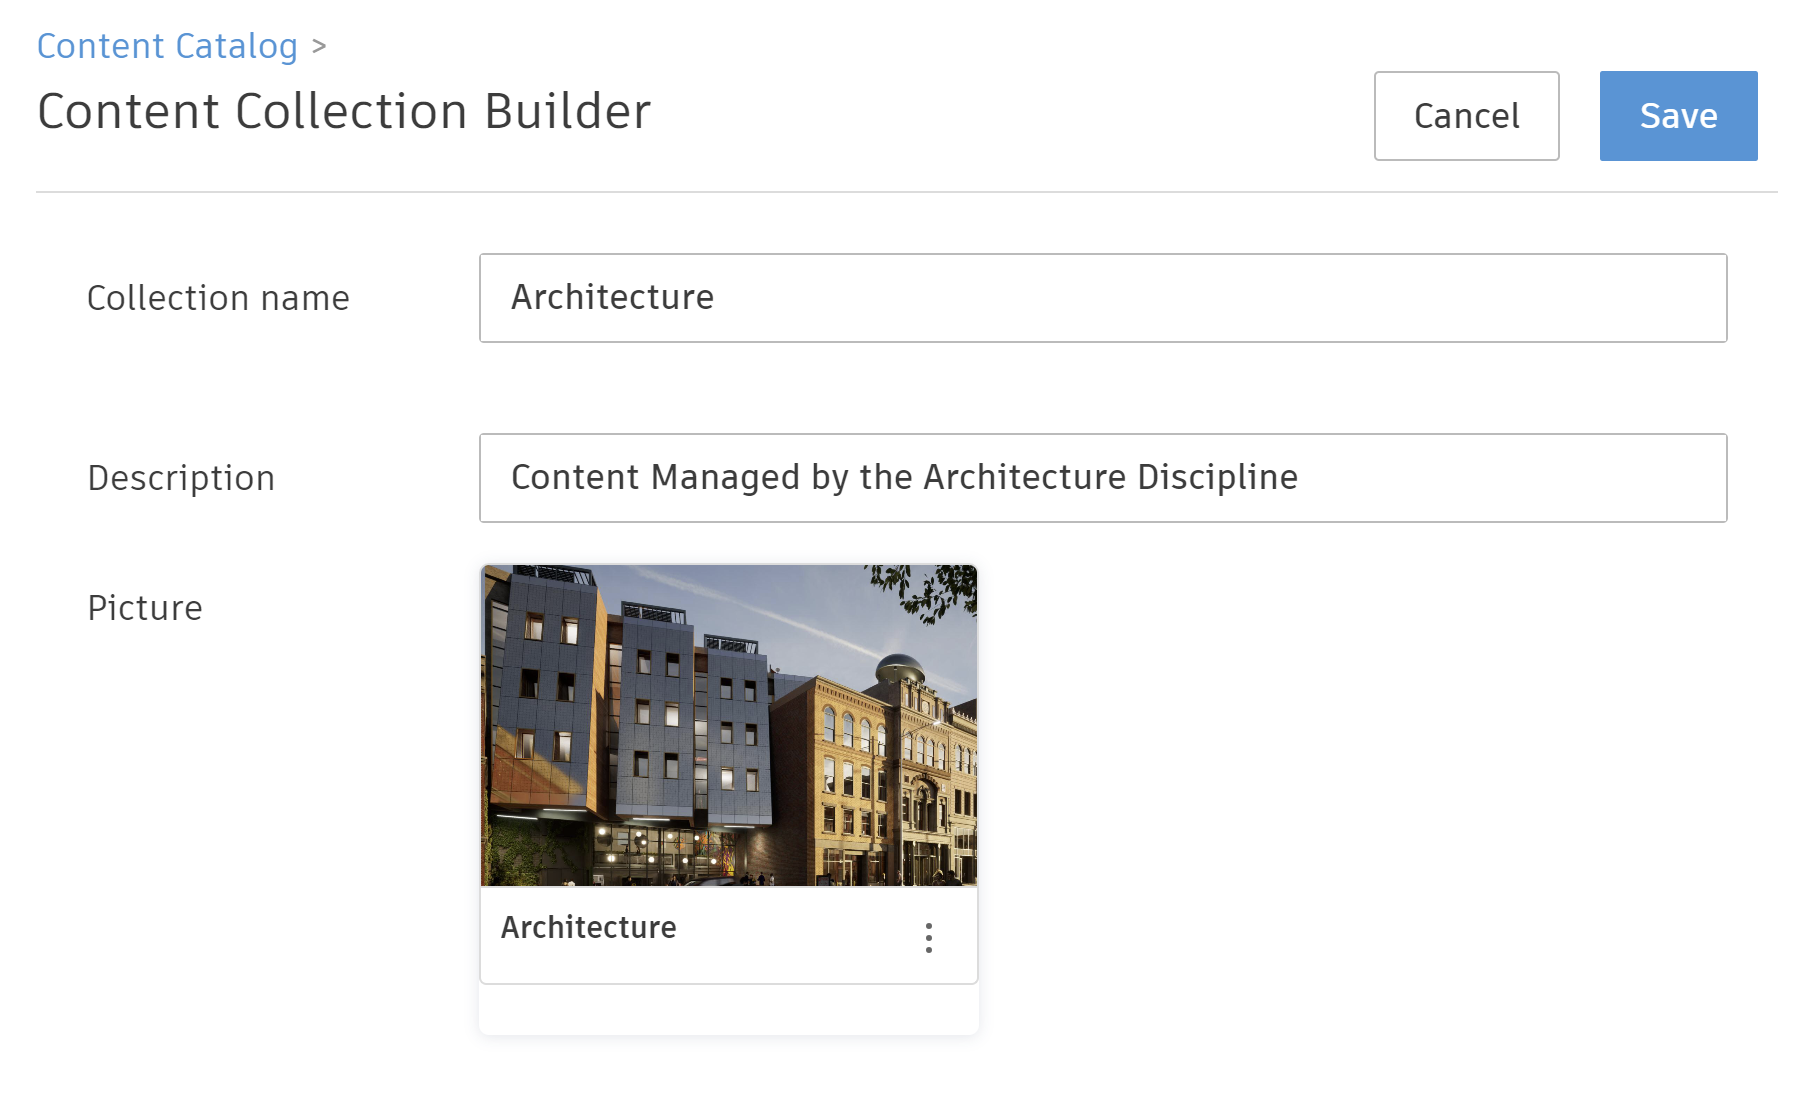 Content Catalog >
Content Collection Builder
Cancel
Save
Collection name
Architecture
Description
Content Managed by the Architecture Discipline
Picture
Architecture